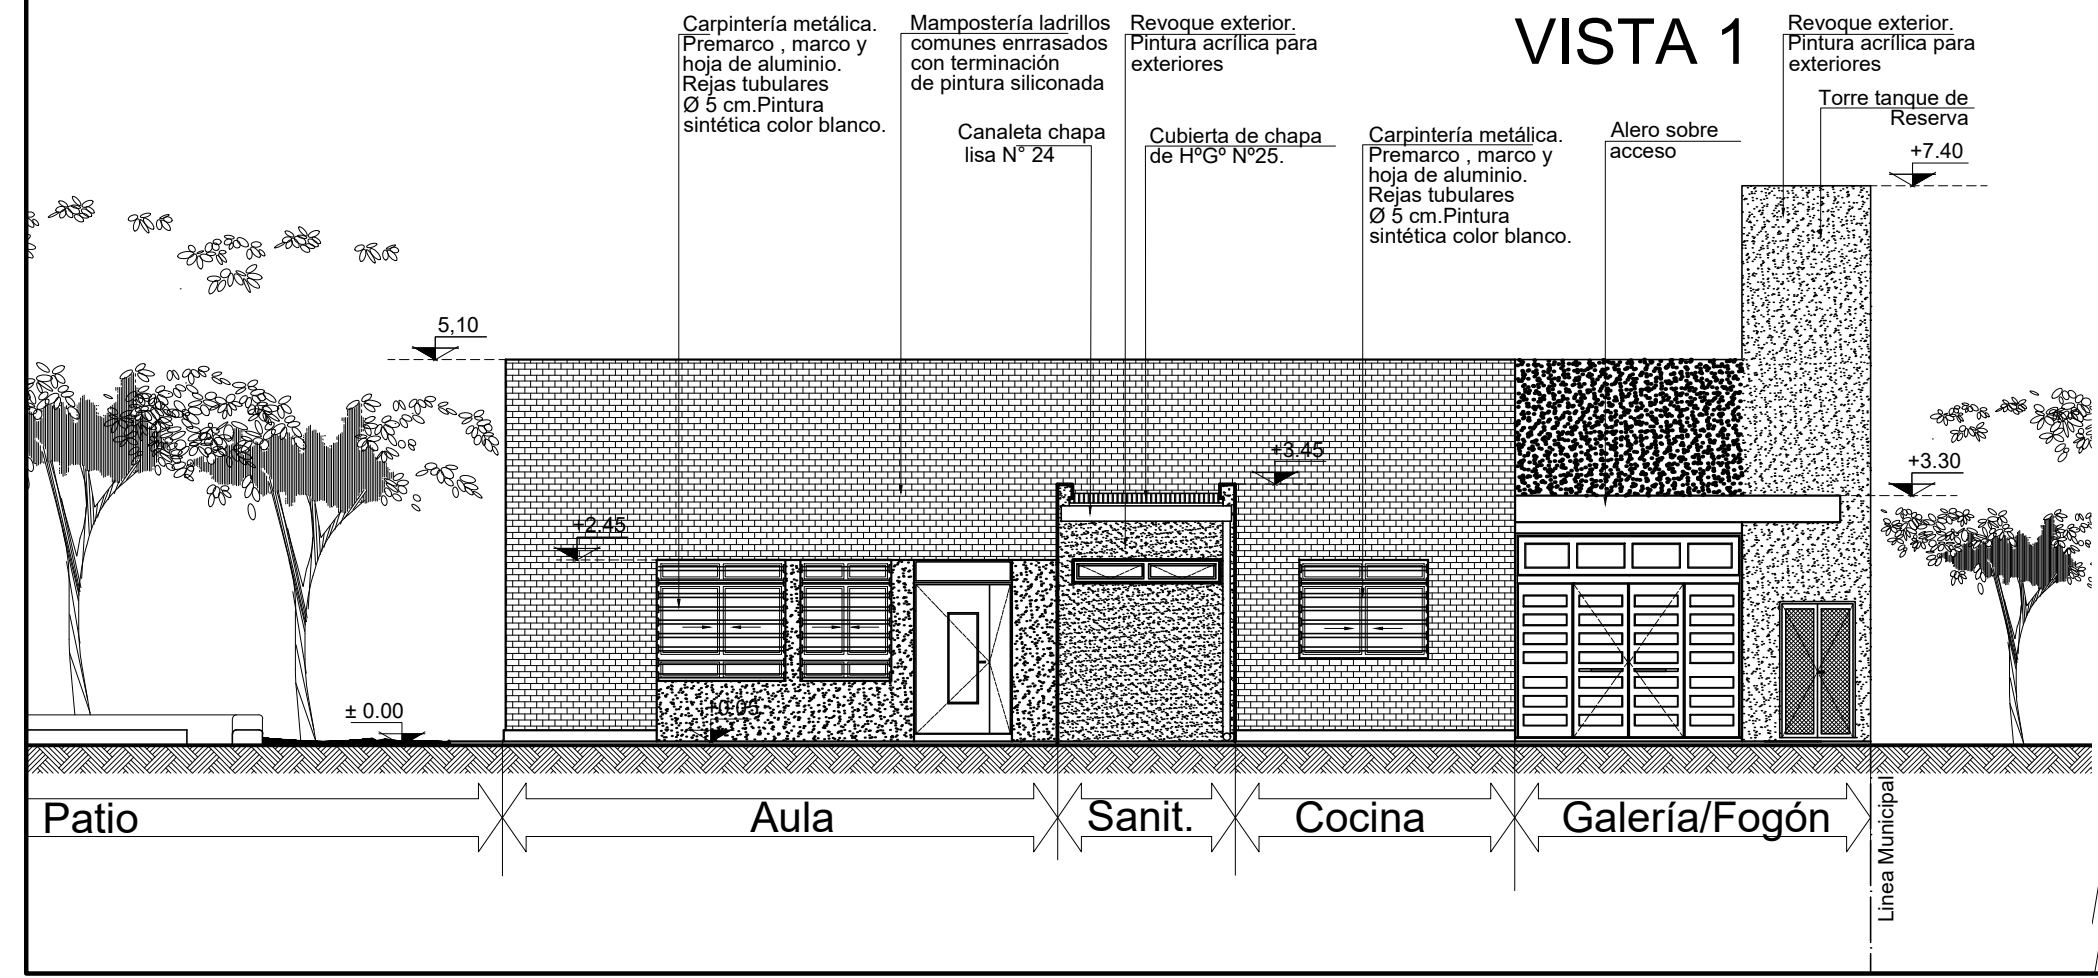 VISTA 1
Carpintería metálica.
Premarco , marco y
hoja de aluminio.
Rejas tubulares
Ø 5 cm.Pintura
sintética color blanco.
Mampostería ladrillos
comunes enrrasados
con terminación
de pintura siliconada
Revoque exterior.
Pintura acrílica para
exteriores
Revoque exterior.
Pintura acrílica para
exteriores
Torre tanque de
Reserva
Canaleta chapa
lisa N° 24
Cubierta de chapa
de HºGº Nº25.
Carpintería metálica.
Premarco , marco y
hoja de aluminio.
Rejas tubulares
Ø 5 cm.Pintura
sintética color blanco.
Alero sobre
acceso
+7.40
5,10
+3.45
+3.30
+2.45
+0.05
± 0.00
Patio
Aula
Sanit.
Cocina
Galería/Fogón
Linea Municipal